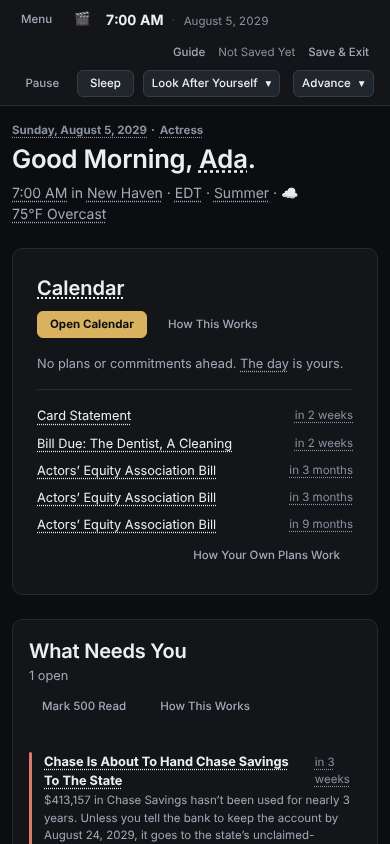 Menu 🎬 7:00 AM · August 5, 2029
Guide Not Saved Yet Save & Exit
Pause Sleep Look After Yourself ▾ Advance ▾
Sunday, August 5, 2029 · Actress
Good Morning, Ada.
7:00 AM in New Haven · EDT · Summer · ☁️
75°F Overcast
Calendar
Open Calendar How This Works
No plans or commitments ahead. The day is yours.
Card Statement in 2 weeks
Bill Due: The Dentist, A Cleaning in 2 weeks
Actors’ Equity Association Bill in 3 months
Actors’ Equity Association Bill in 3 months
Actors’ Equity Association Bill in 9 months
How Your Own Plans Work
What Needs You
1 open
Mark 500 Read How This Works
Chase Is About To Hand Chase Savings in 3
To The State weeks
$413,157 in Chase Savings hasn’t been used for nearly 3
years. Unless you tell the bank to keep the account by
August 24, 2029, it goes to the state’s unclaimed-